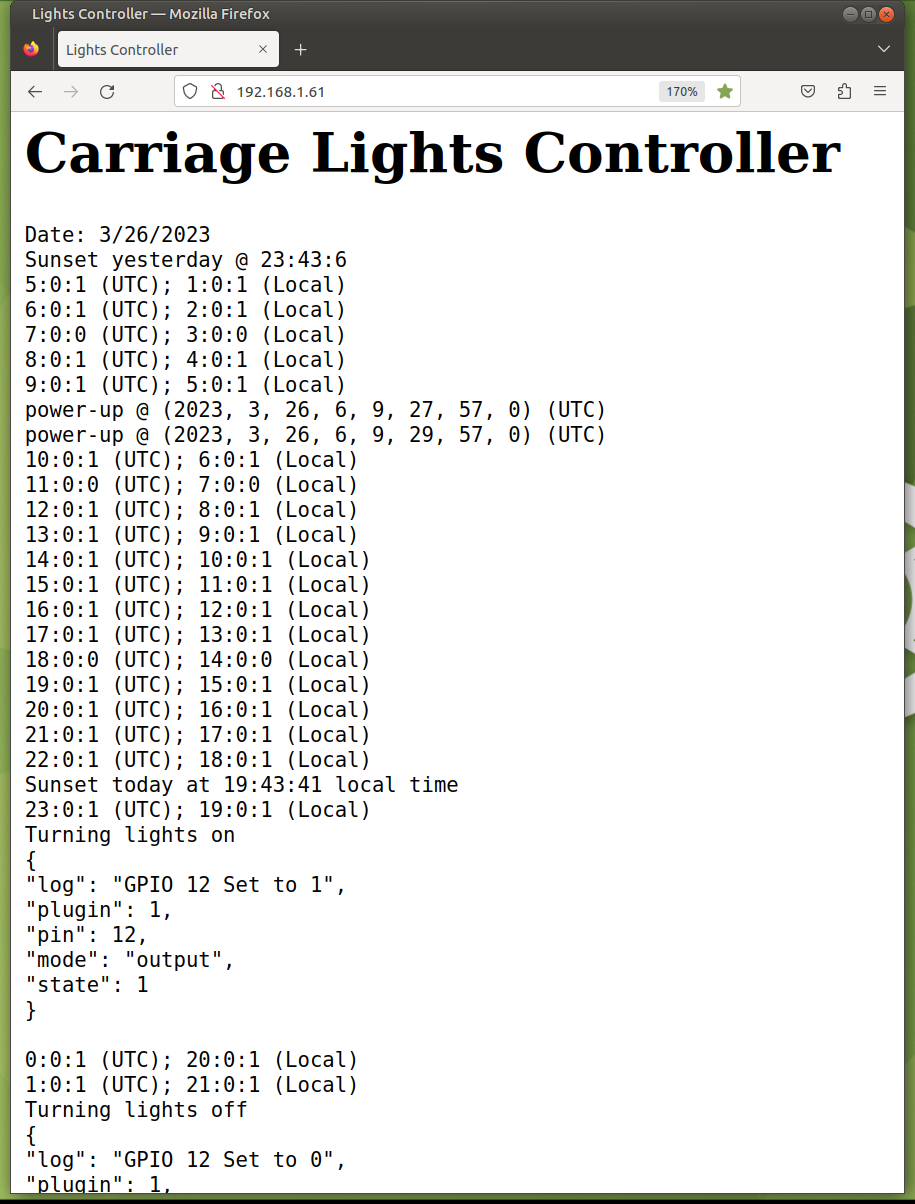 Lights Controller — Mozilla Firefox
Lights Controller
192.168.1.61
170%
Carriage Lights Controller
Date: 3/26/2023
Sunset yesterday @ 23:43:6
5:0:1 (UTC); 1:0:1 (Local)
6:0:1 (UTC); 2:0:1 (Local)
7:0:0 (UTC); 3:0:0 (Local)
8:0:1 (UTC); 4:0:1 (Local)
9:0:1 (UTC); 5:0:1 (Local)
power-up @ (2023, 3, 26, 6, 9, 27, 57, 0) (UTC)
power-up @ (2023, 3, 26, 6, 9, 29, 57, 0) (UTC)
10:0:1 (UTC); 6:0:1 (Local)
11:0:0 (UTC); 7:0:0 (Local)
12:0:1 (UTC); 8:0:1 (Local)
13:0:1 (UTC); 9:0:1 (Local)
14:0:1 (UTC); 10:0:1 (Local)
15:0:1 (UTC); 11:0:1 (Local)
16:0:1 (UTC); 12:0:1 (Local)
17:0:1 (UTC); 13:0:1 (Local)
18:0:0 (UTC); 14:0:0 (Local)
19:0:1 (UTC); 15:0:1 (Local)
20:0:1 (UTC); 16:0:1 (Local)
21:0:1 (UTC); 17:0:1 (Local)
22:0:1 (UTC); 18:0:1 (Local)
Sunset today at 19:43:41 local time
23:0:1 (UTC); 19:0:1 (Local)
Turning lights on
{
"log": "GPIO 12 Set to 1",
"plugin": 1,
"pin": 12,
"mode": "output",
"state": 1
}
0:0:1 (UTC); 20:0:1 (Local)
1:0:1 (UTC); 21:0:1 (Local)
Turning lights off
{
"log": "GPIO 12 Set to 0",
"plugin": 1,